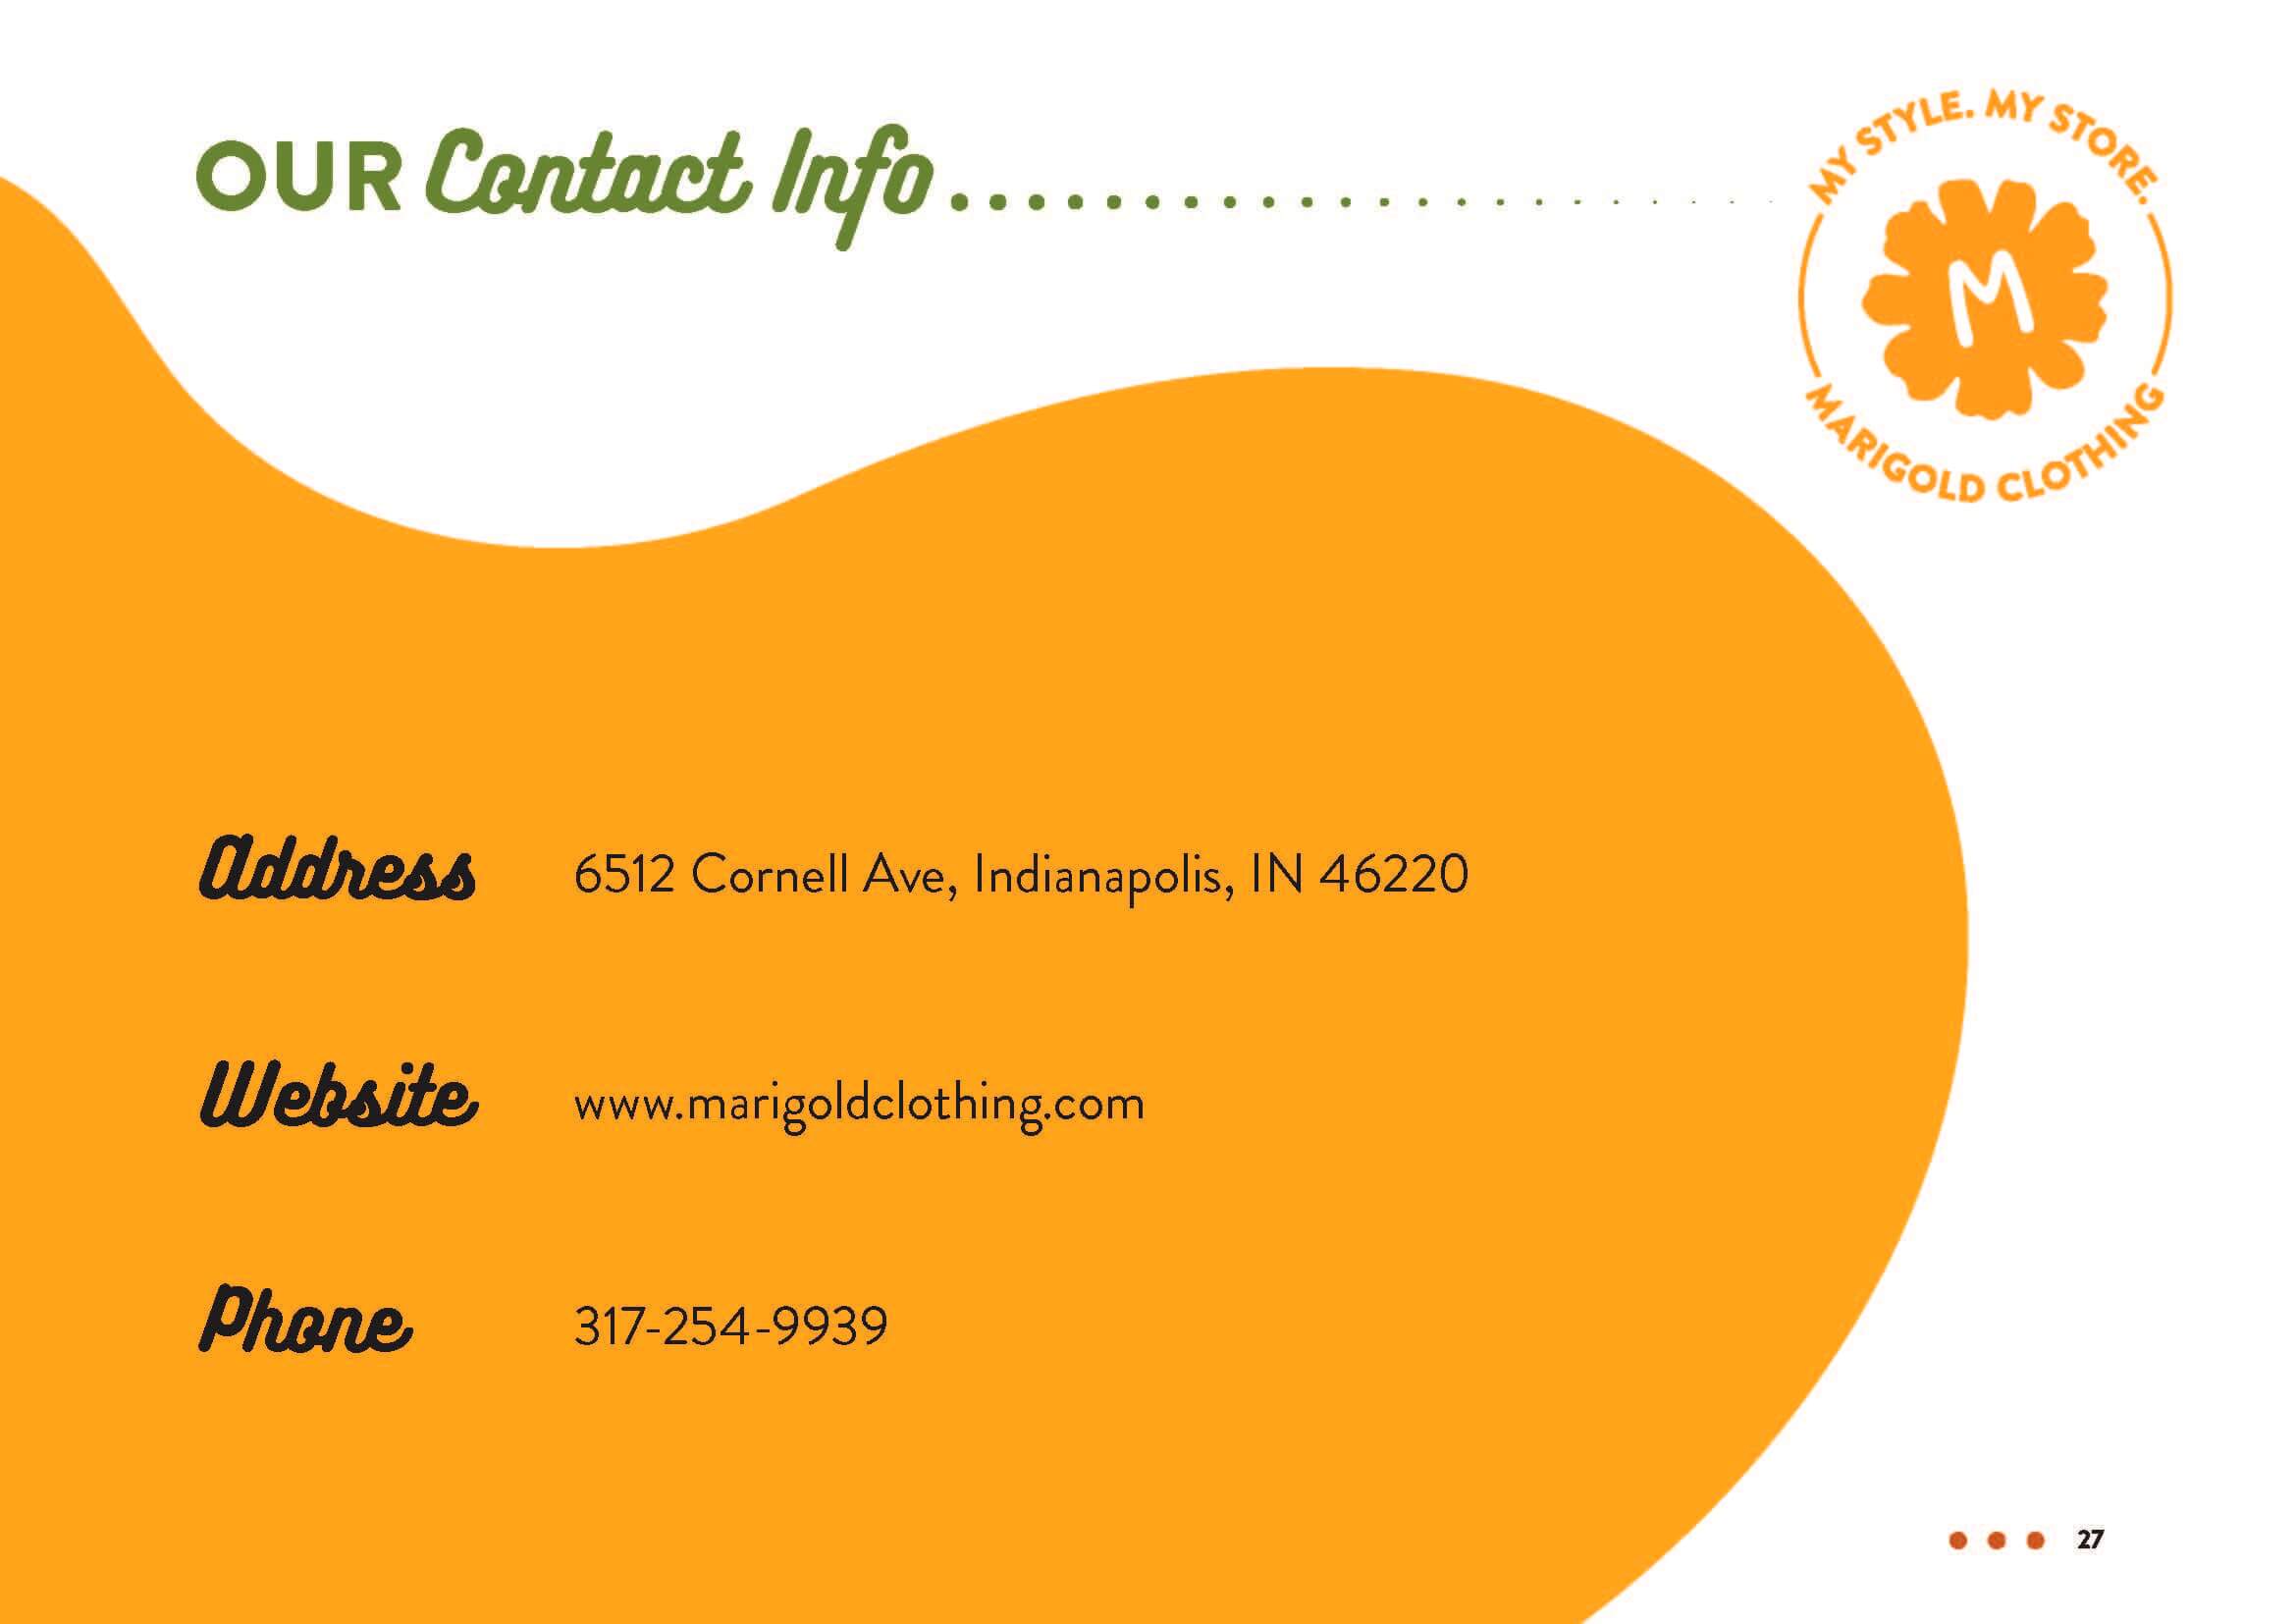 OUR Contact Info
MY STYLE. MY STORE.
M
MARIGOLD CLOTHING
Address 6512 Cornell Ave, Indianapolis, IN 46220
Website www.marigoldclothing.com
Phone 317-254-9939
27